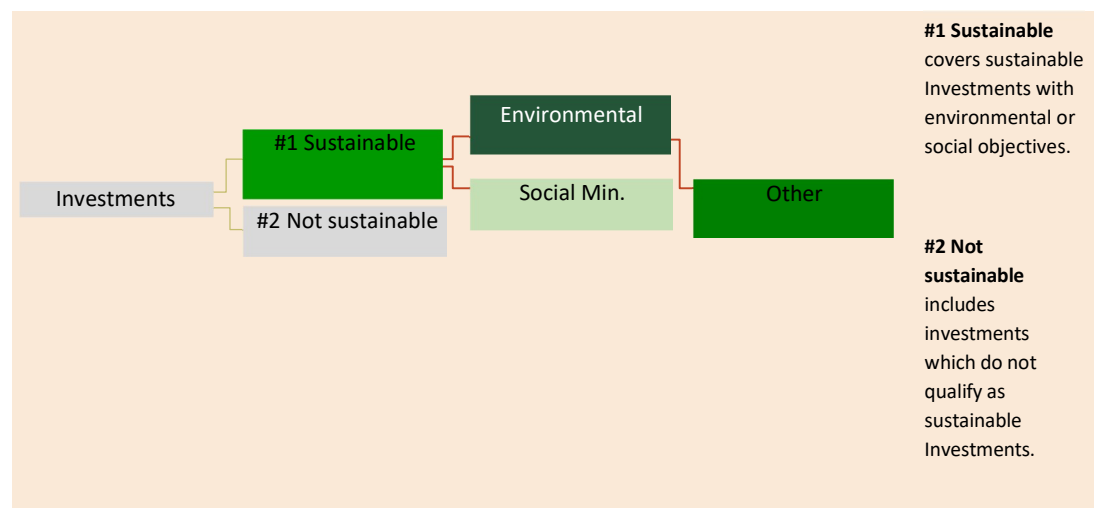 Investments
#1 Sustainable
#2 Not sustainable
Environmental
Social Min.
Other
#1 Sustainable
covers sustainable
Investments with
environmental or
social objectives.
#2 Not
sustainable
includes
investments
which do not
qualify as
sustainable
Investments.